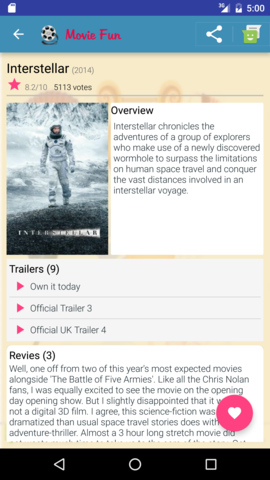 5:00
Movie Fun
Interstellar (2014)
8.2/10 5113 votes
Overview
Interstellar chronicles the
adventures of a group of explorers
who make use of a newly discovered
wormhole to surpass the limitations
on human space travel and conquer
the vast distances involved in an
interstellar voyage.
INTERSTELLAR
Trailers (9)
Own it today
Official Trailer 3
Official UK Trailer 4
Revies (3)
Well, one off from two of this year's most expected movies
alongside 'The Battle of Five Armies'. Like all the Chris Nolan
fans, I was equally excited to see the movie on the day
opening show. But I slightly disappointed that it w
not a digital 3D film. I agree, this science-fiction was
dramatized than usual space travel stories does with
adventure-thriller. Almost a 3 hour long stretch movie did